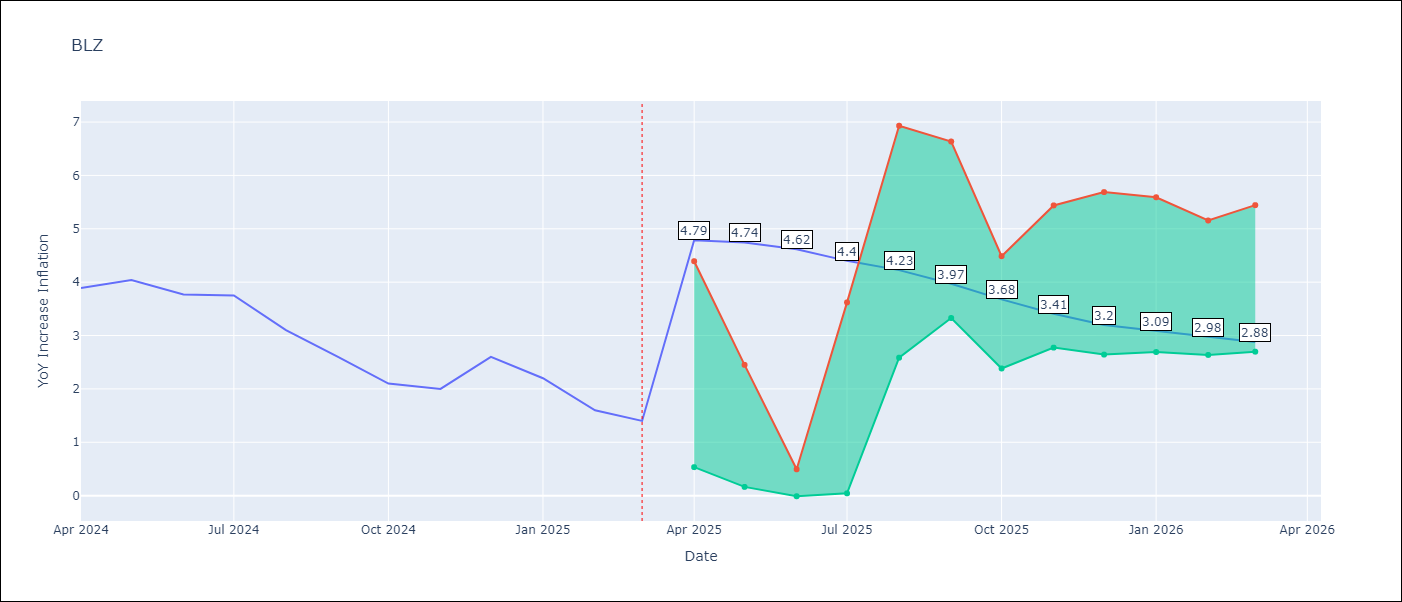 BLZ
YoY Increase Inflation
7
6
5
4
3
2
1
0
4.79
4.74
4.62
4.4
4.23
3.97
3.68
3.41
3.2
3.09
2.98
2.88
Apr 2024
Jul 2024
Oct 2024
Jan 2025
Apr 2025
Jul 2025
Oct 2025
Jan 2026
Apr 2026
Date